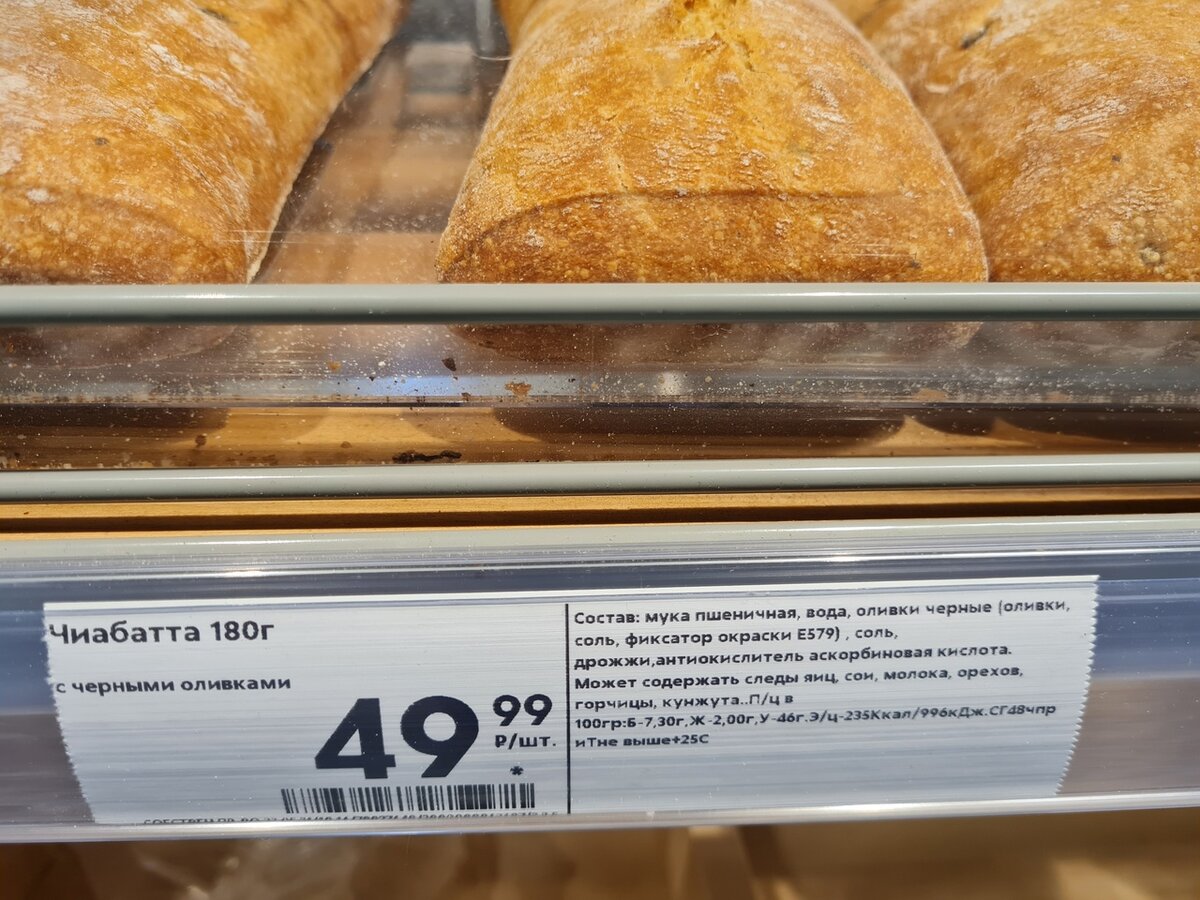 Чиабатта 180г
с черными оливками
49 99
₽/шт.
*
Состав: мука пшеничная, вода, оливки черные (оливки,
соль, фиксатор окраски Е579) , соль,
дрожжи,антиокислитель аскорбиновая кислота.
Может содержать следы яиц, сои, молока, орехов,
горчицы, кунжута..П/ц в
100гр:Б-7,30г,Ж-2,00г,У-46г.Э/ц-235Ккал/996кДж.СГ48чпр
иТне выше+25С